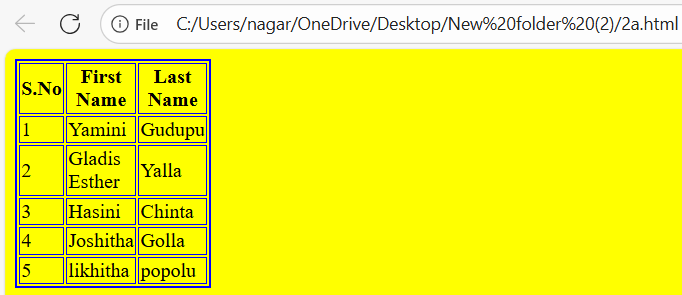 File C:/Users/nagar/OneDrive/Desktop/New%20folder%20(2)/2a.html
S.No First Name Last Name
1 Yamini Gudupu
2 Gladis Esther Yalla
3 Hasini Chinta
4 Joshitha Golla
5 likhitha popolu